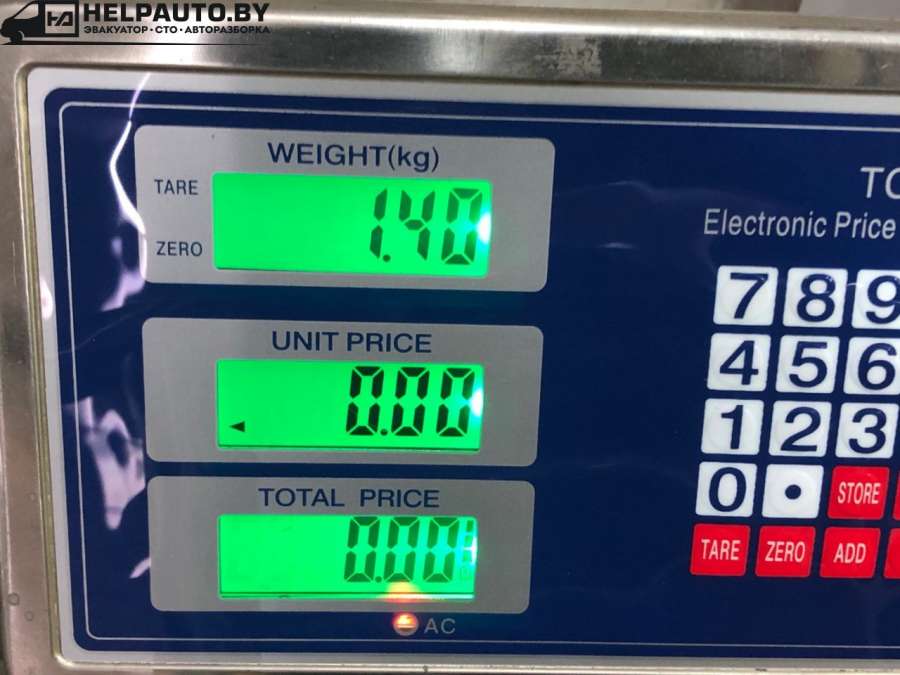 HELPAUTO.BY
ЭВАКУАТОР • СТО • АВТОРАЗБОРКА
WEIGHT(kg)
TARE
1.40
ZERO
UNIT PRICE
0.00
TOTAL PRICE
0.00
AC
TO
Electronic Price
7 8 9
4 5 6
1 2 3
0 •
STORE
TARE ZERO ADD